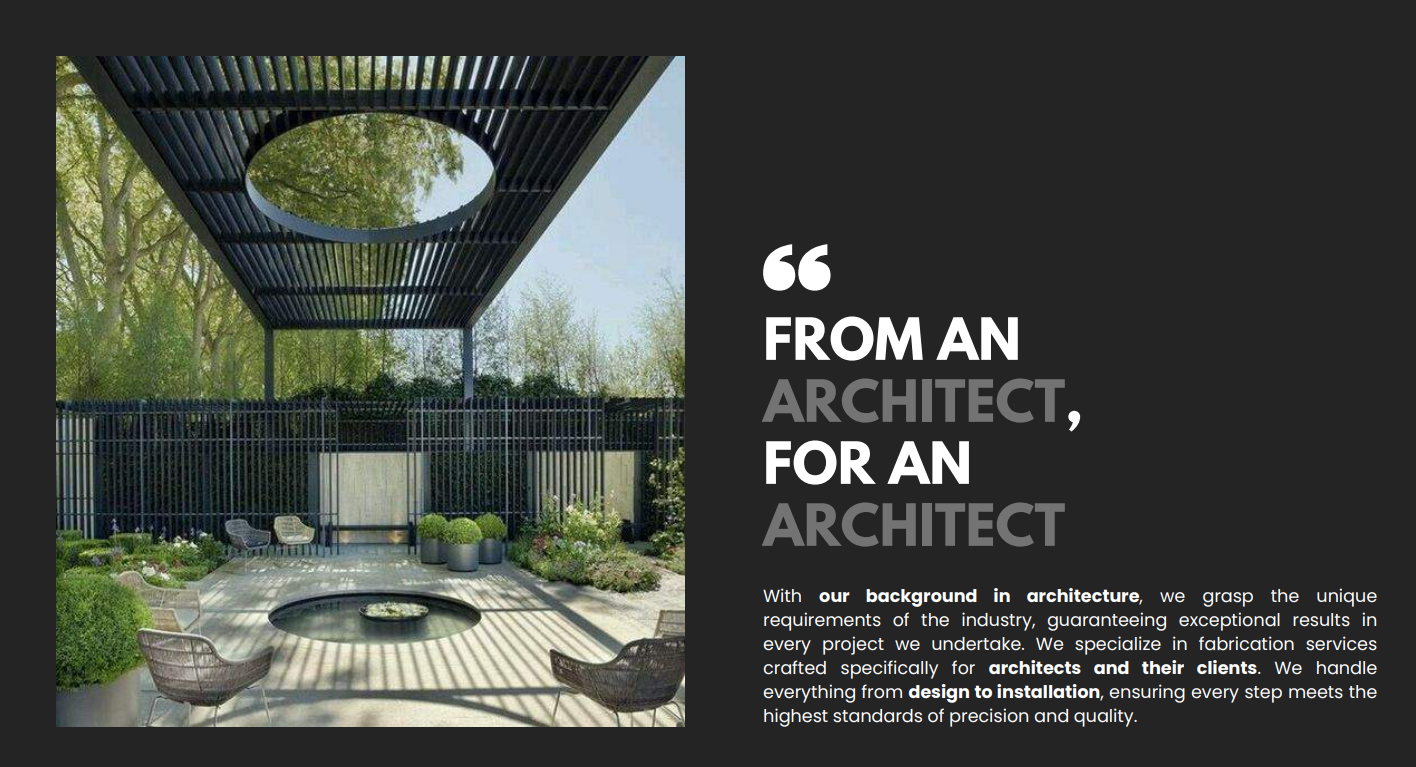 “
FROM AN
ARCHITECT,
FOR AN
ARCHITECT
With our background in architecture, we grasp the unique
requirements of the industry, guaranteeing exceptional results in
every project we undertake. We specialize in fabrication services
crafted specifically for architects and their clients. We handle
everything from design to installation, ensuring every step meets the
highest standards of precision and quality.